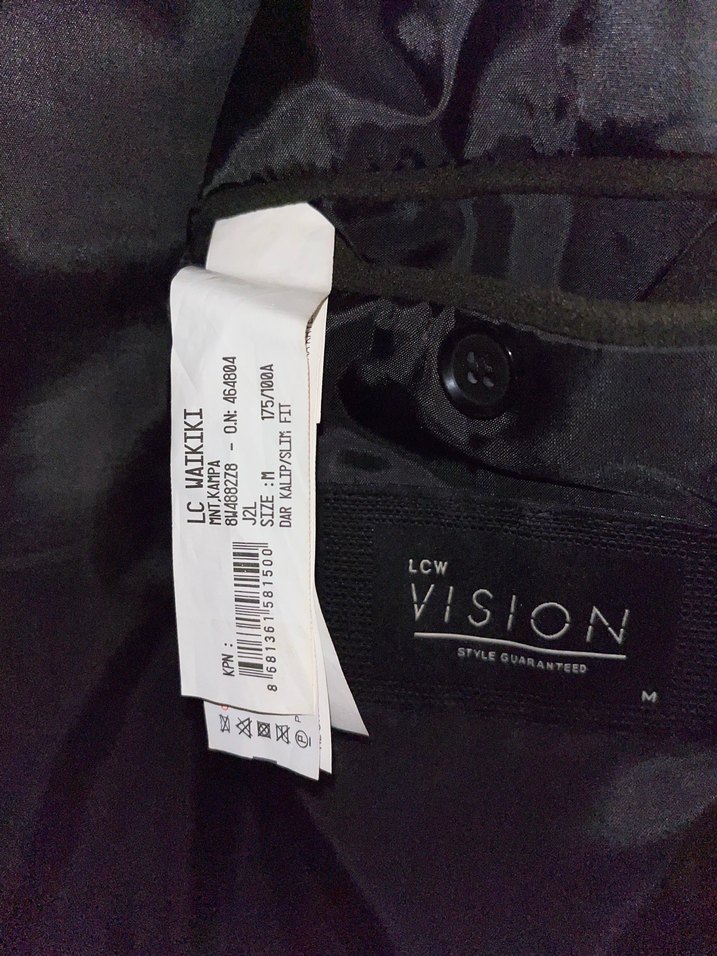 LC WAIKIKI
MNT,KAMPA
8W4882Z8 - O.N: 464804
J2L
SIZE :M 175/100A
DAR KALIP/SLIM FIT
KPN :
8 681361 581500
P
LCW
VISION
STYLE GUARANTEED
M